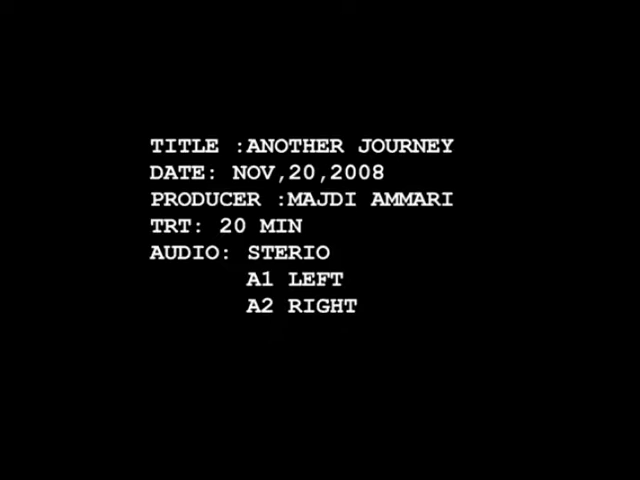 TITLE :ANOTHER JOURNEY
DATE: NOV,20,2008
PRODUCER :MAJDI AMMARI
TRT: 20 MIN
AUDIO: STERIO
A1 LEFT
A2 RIGHT